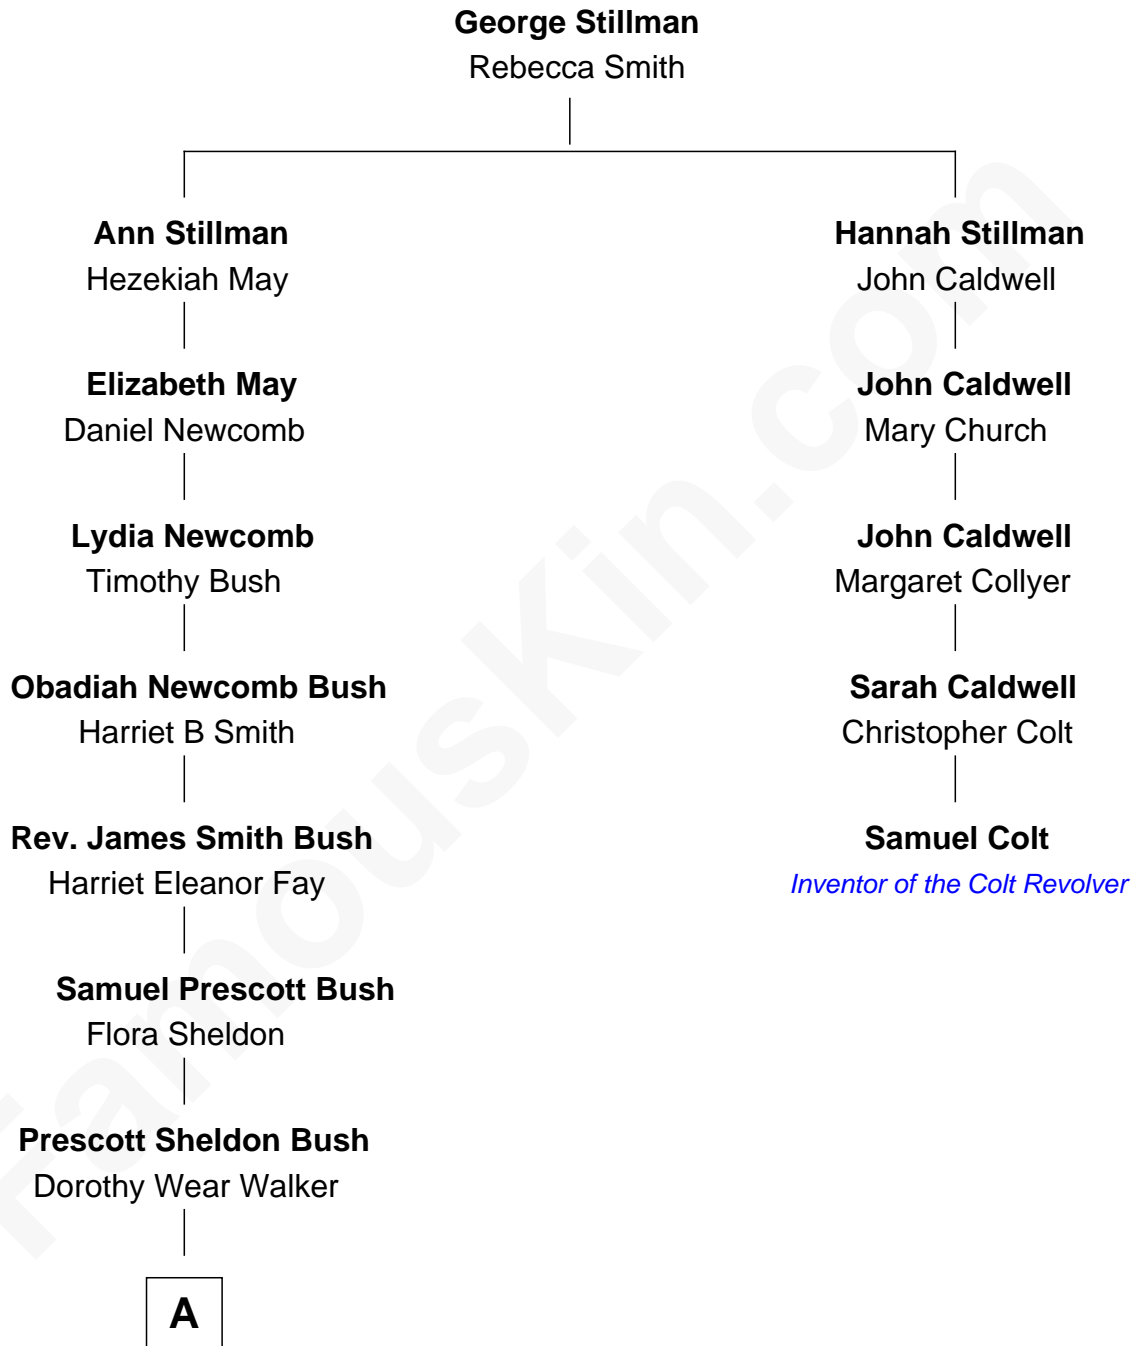 George Stillman
Rebecca Smith
Ann Stillman
Hezekiah May
Hannah Stillman
John Caldwell
Elizabeth May
Daniel Newcomb
John Caldwell
Mary Church
Lydia Newcomb
Timothy Bush
John Caldwell
Margaret Collyer
Obadiah Newcomb Bush
Harriet B Smith
Sarah Caldwell
Christopher Colt
Rev. James Smith Bush
Harriet Eleanor Fay
Samuel Colt
Inventor of the Colt Revolver
Samuel Prescott Bush
Flora Sheldon
Prescott Sheldon Bush
Dorothy Wear Walker
A
FamousKin.com